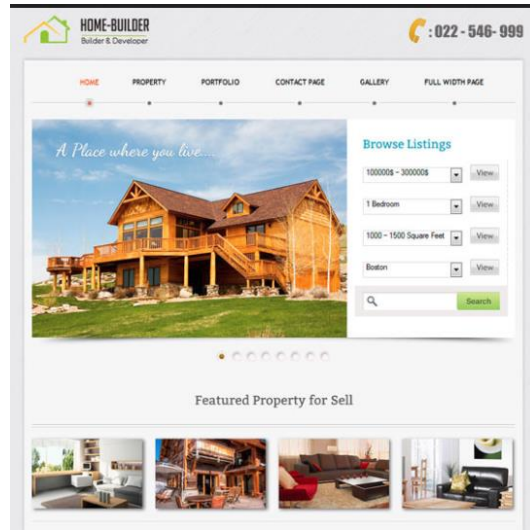 HOME-BUILDER
Builder & Developer
: 022 - 546- 999
HOME PROPERTY PORTFOLIO CONTACT PAGE GALLERY FULL WIDTH PAGE
A Place where you live....
Browse Listings
100000$ - 300000$ View
1 Bedroom View
1000 - 1500 Square Feet View
Boston View
Search
Featured Property for Sell